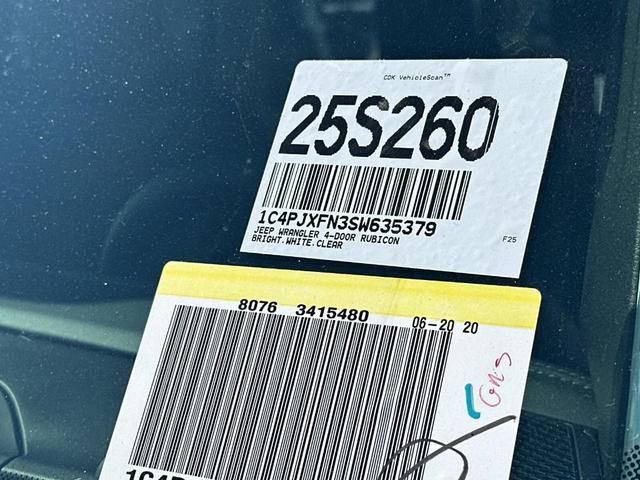 CDK VehicleScan™
25S260
1C4PJXFN3SW635379
JEEP WRANGLER 4-DOOR RUBICON
BRIGHT.WHITE.CLEAR
F25
8076 3415480
06-20 20